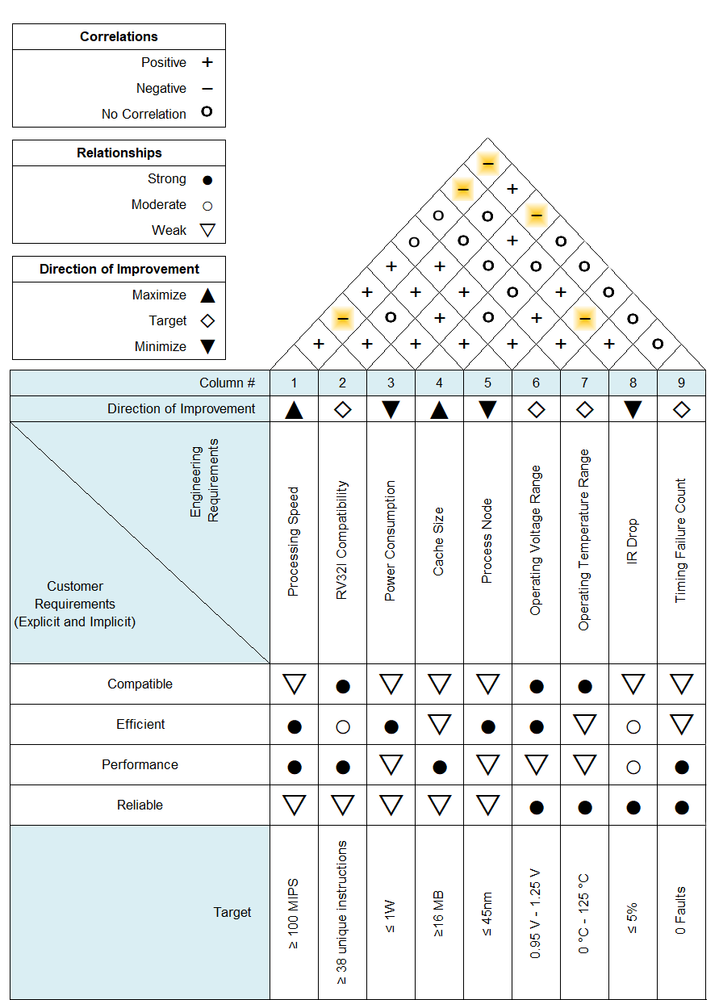 Correlations
Positive +
Negative −
No Correlation O
Relationships
Strong ●
Moderate ○
Weak ▽
Direction of Improvement
Maximize ▲
Target ◇
Minimize ▼
−
− +
O O −
O O + O
+ + O O O
+ + + O + O
− O + O + − O
+ + + + + + + O
Column # 1 2 3 4 5 6 7 8 9
Direction of Improvement ▲ ◇ ▼ ▲ ▼ ◇ ◇ ▼ ◇
Engineering
Requirements
Customer
Requirements
(Explicit and Implicit)
Processing Speed
RV32I Compatibility
Power Consumption
Cache Size
Process Node
Operating Voltage Range
Operating Temperature Range
IR Drop
Timing Failure Count
Compatible ▽ ● ▽ ▽ ▽ ● ● ▽ ▽
Efficient ● ○ ● ▽ ● ● ▽ ○ ▽
Performance ● ● ▽ ● ▽ ▽ ▽ ○ ●
Reliable ▽ ▽ ▽ ▽ ▽ ● ● ● ●
Target
≥ 100 MIPS
≥ 38 unique instructions
≤ 1W
≥16 MB
≤ 45nm
0.95 V - 1.25 V
0 °C - 125 °C
≤ 5%
0 Faults